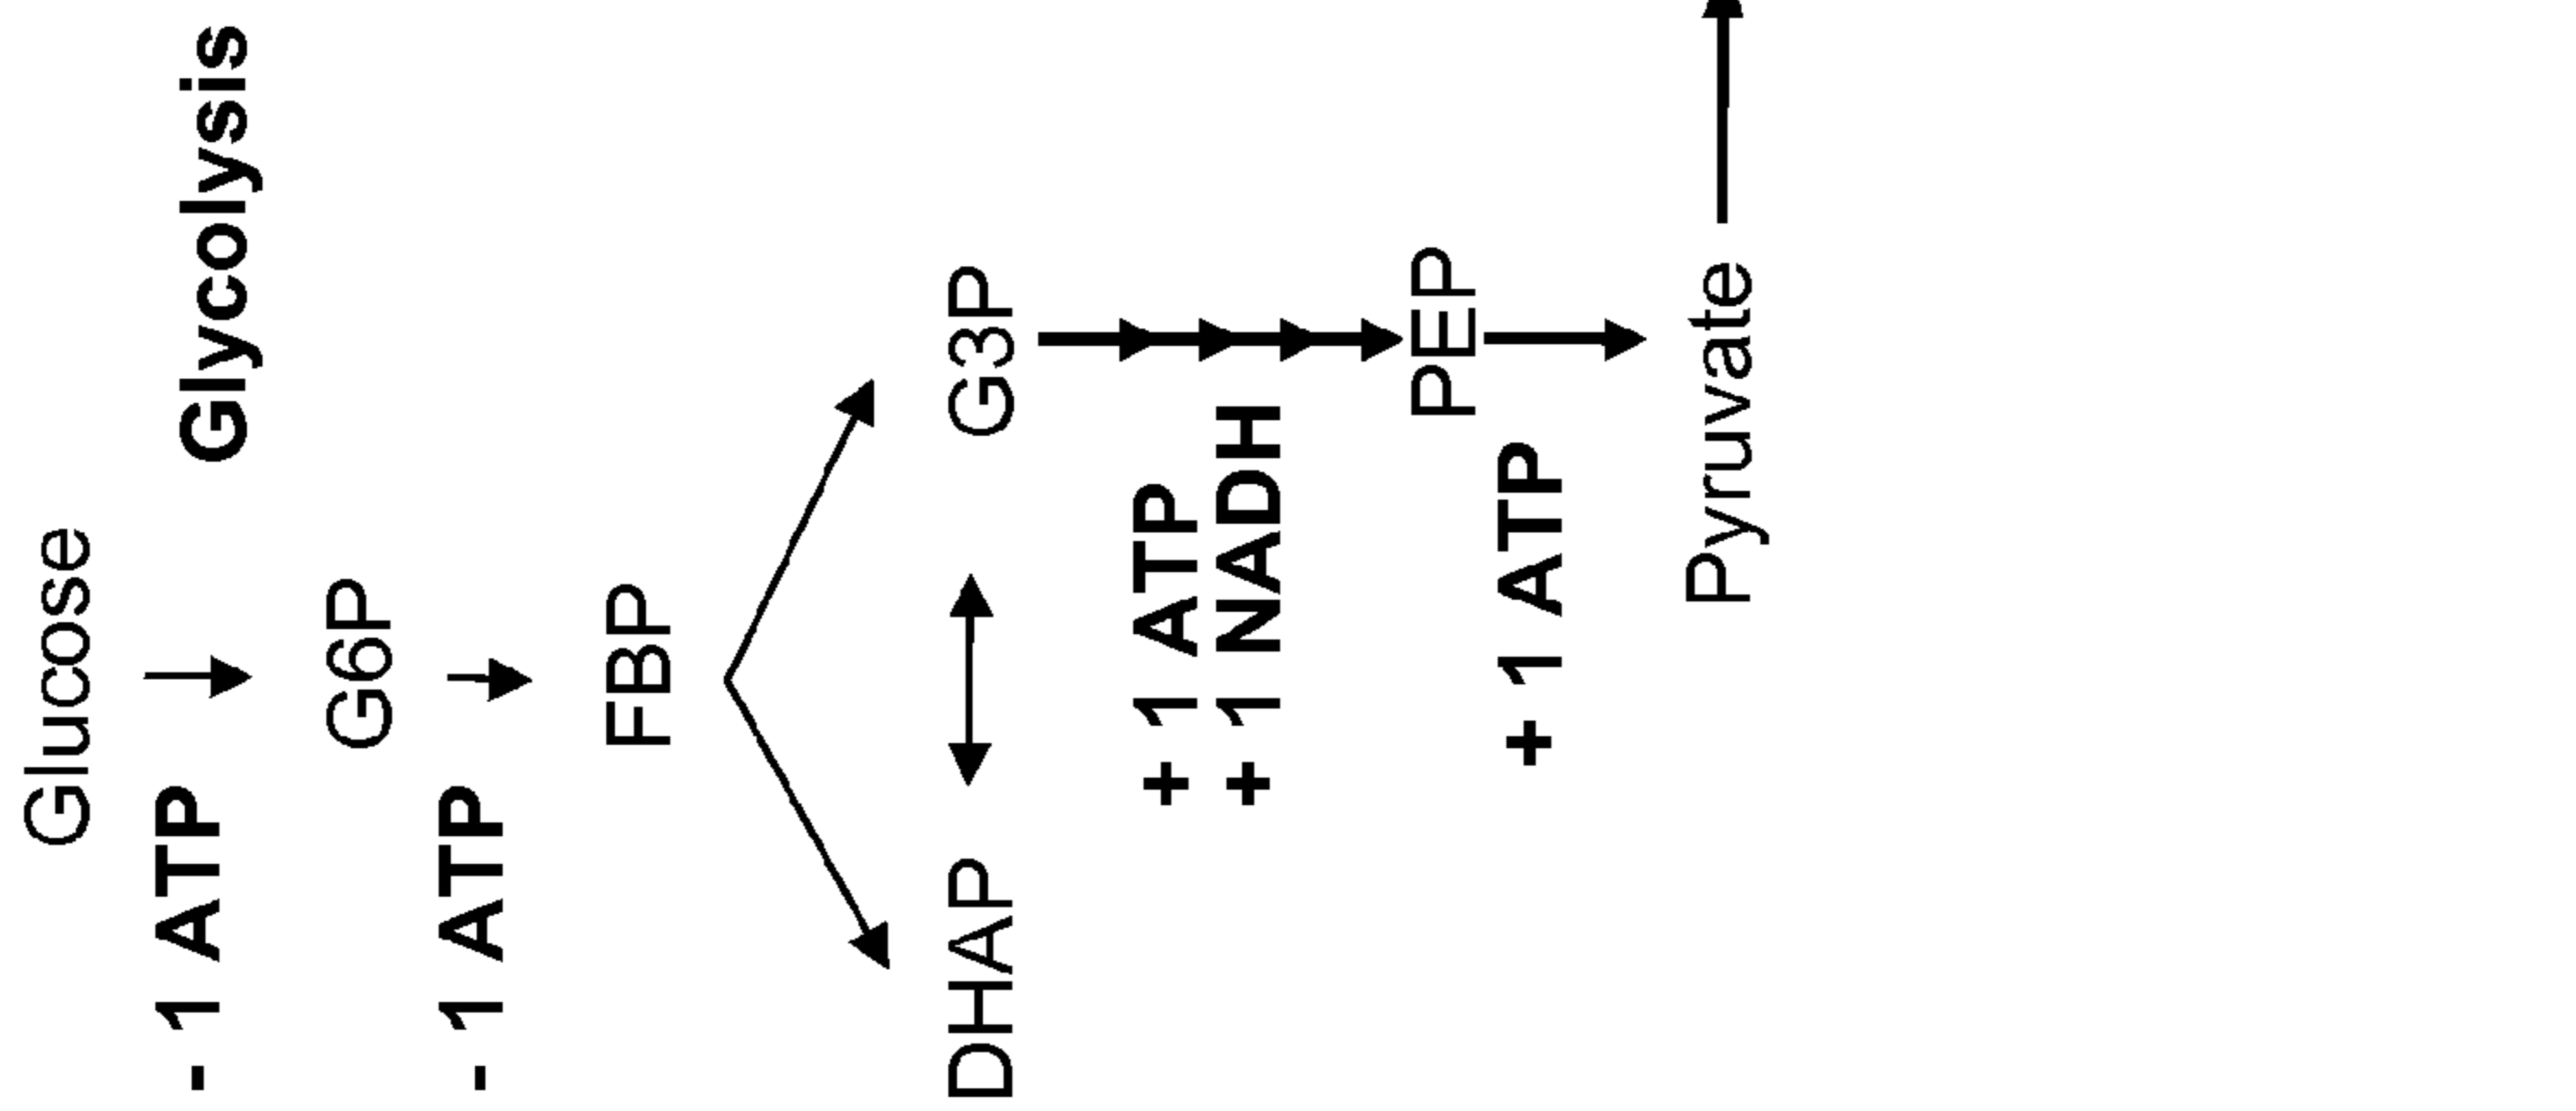 Glucose
- 1 ATP
Glycolysis
G6P
- 1 ATP
FBP
DHAP
G3P
+ 1 ATP
+ 1 NADH
PEP
+ 1 ATP
Pyruvate